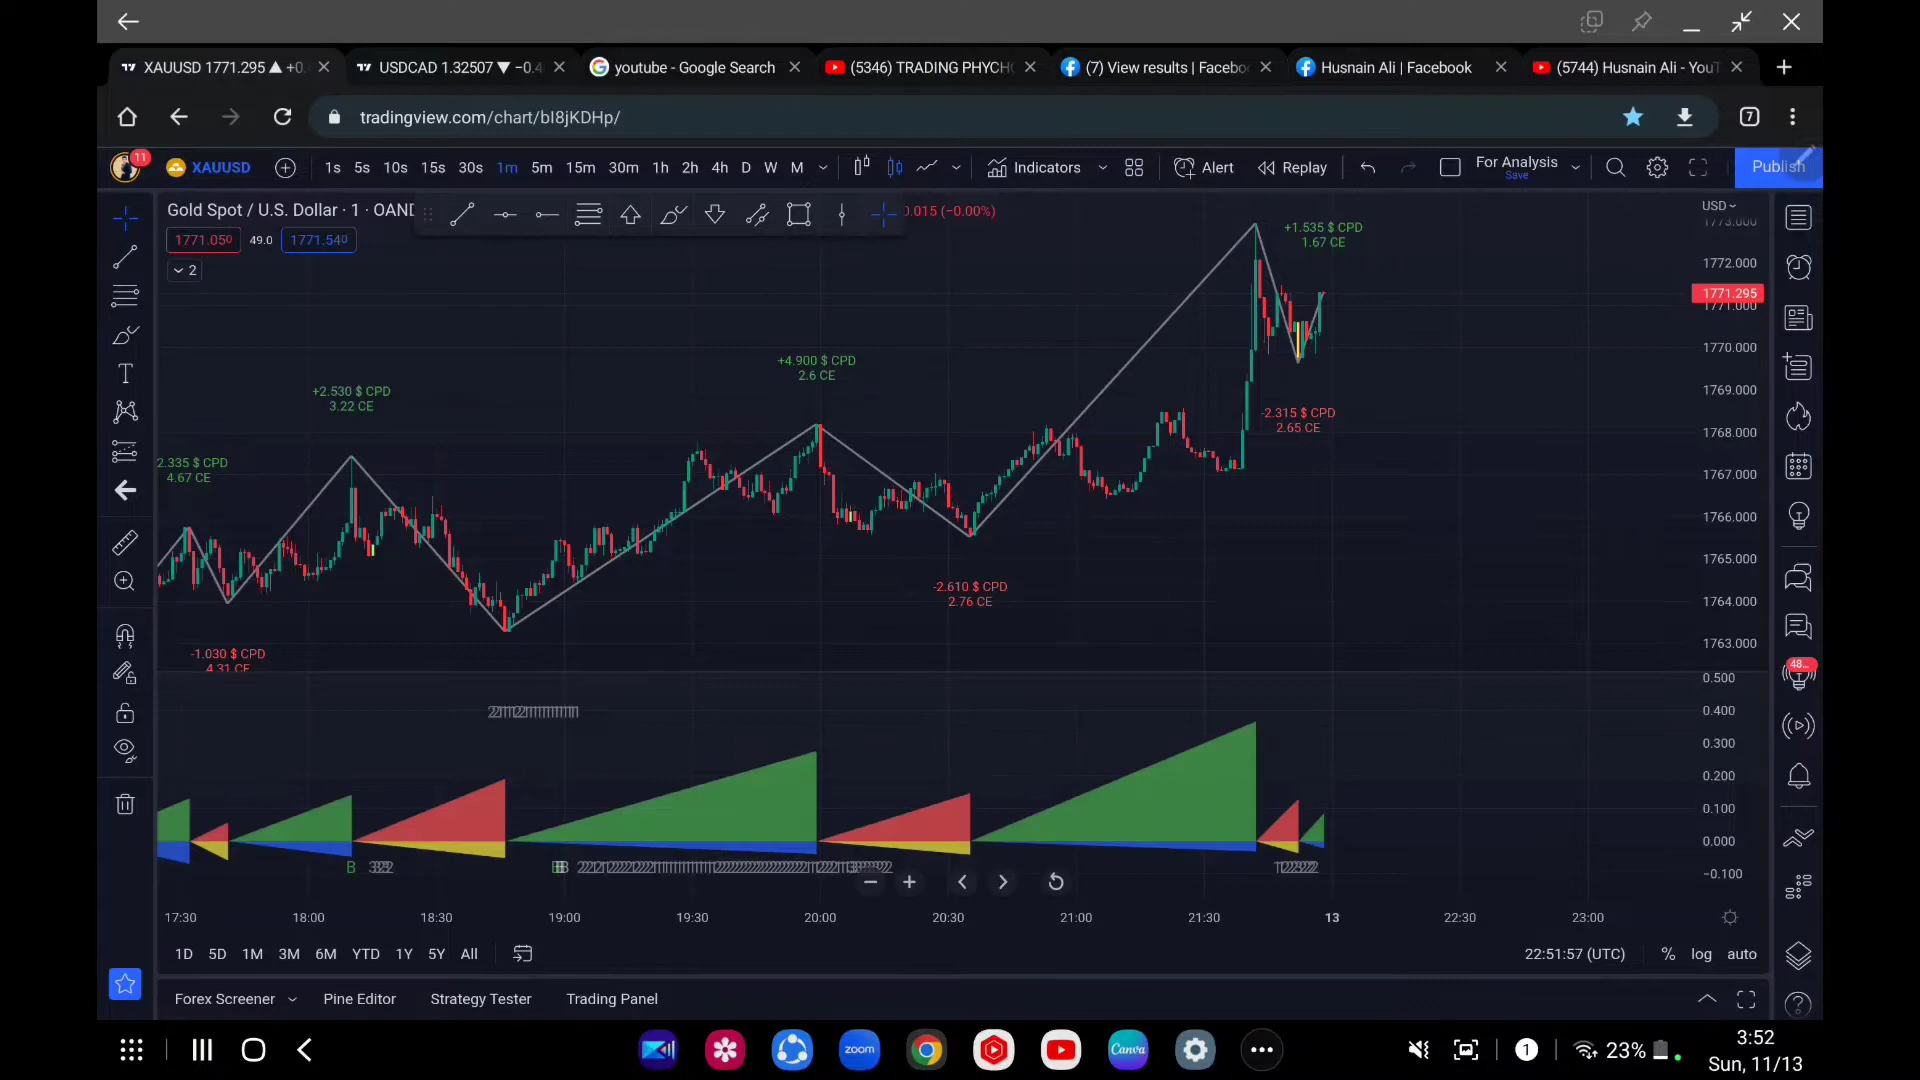 XAUUSD 1771.295 ▲ +0.
USDCAD 1.32507 ▼ −0.4
youtube - Google Search
(5346) TRADING PHYCH
(7) View results | Facebo
Husnain Ali | Facebook
(5744) Husnain Ali - YouT
tradingview.com/chart/bI8jKDHp/
7
11
XAUUSD
1s 5s 10s 15s 30s 1m 5m 15m 30m 1h 2h 4h D W M
Indicators
Alert
Replay
For Analysis
Save
Publish
Gold Spot / U.S. Dollar · 1 · OAND
0.015 (−0.00%)
USD
1771.050
49.0
1771.540
2
+1.535 $ CPD
1.67 CE
1773.000
1772.000
1771.295
1771.000
1770.000
1769.000
1768.000
1767.000
1766.000
1765.000
1764.000
1763.000
+4.900 $ CPD
2.6 CE
+2.530 $ CPD
3.22 CE
-2.315 $ CPD
2.65 CE
2.335 $ CPD
4.67 CE
-2.610 $ CPD
2.76 CE
-1.030 $ CPD
4.31 CE
48...
0.500
0.400
0.300
0.200
0.100
0.000
−0.100
B
17:30 18:00 18:30 19:00 19:30 20:00 20:30 21:00 21:30 13 22:30 23:00
1D 5D 1M 3M 6M YTD 1Y 5Y All
22:51:57 (UTC)
% log auto
Forex Screener
Pine Editor
Strategy Tester
Trading Panel
zoom
Canva
1
23%
3:52
Sun, 11/13